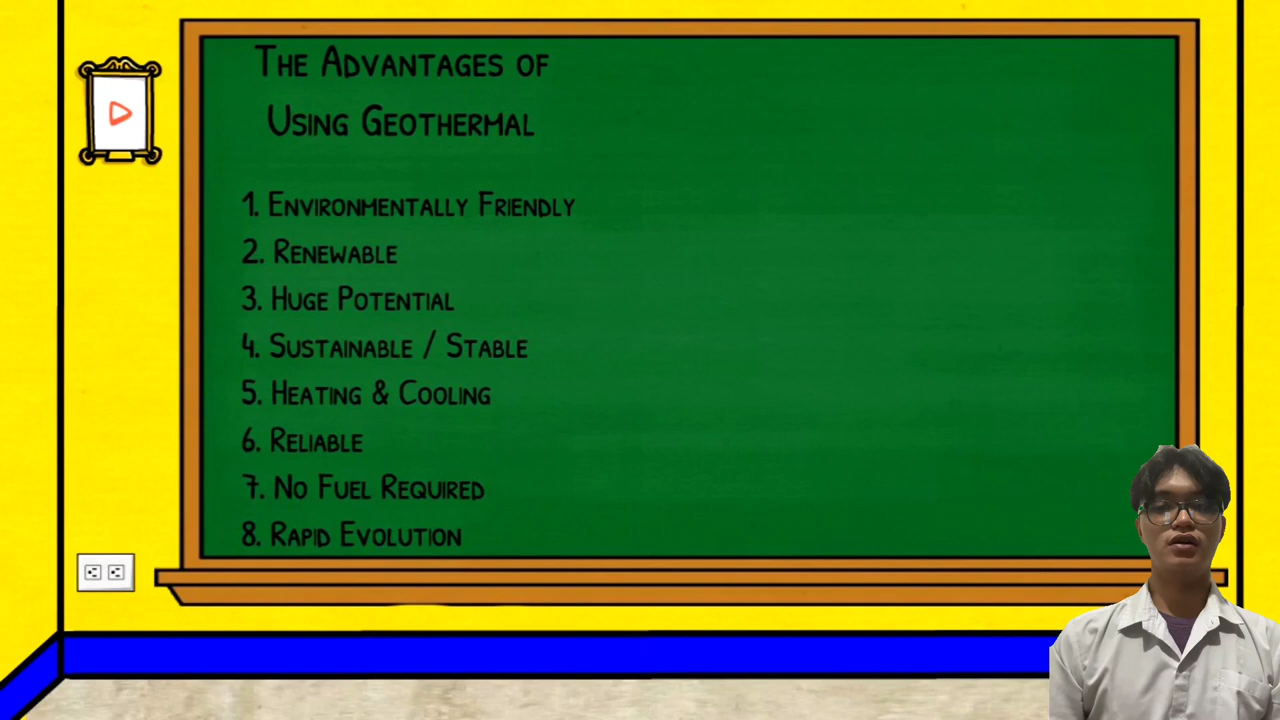 The Advantages of
Using Geothermal
1. Environmentally Friendly
2. Renewable
3. Huge Potential
4. Sustainable / Stable
5. Heating & Cooling
6. Reliable
7. No Fuel Required
8. Rapid Evolution